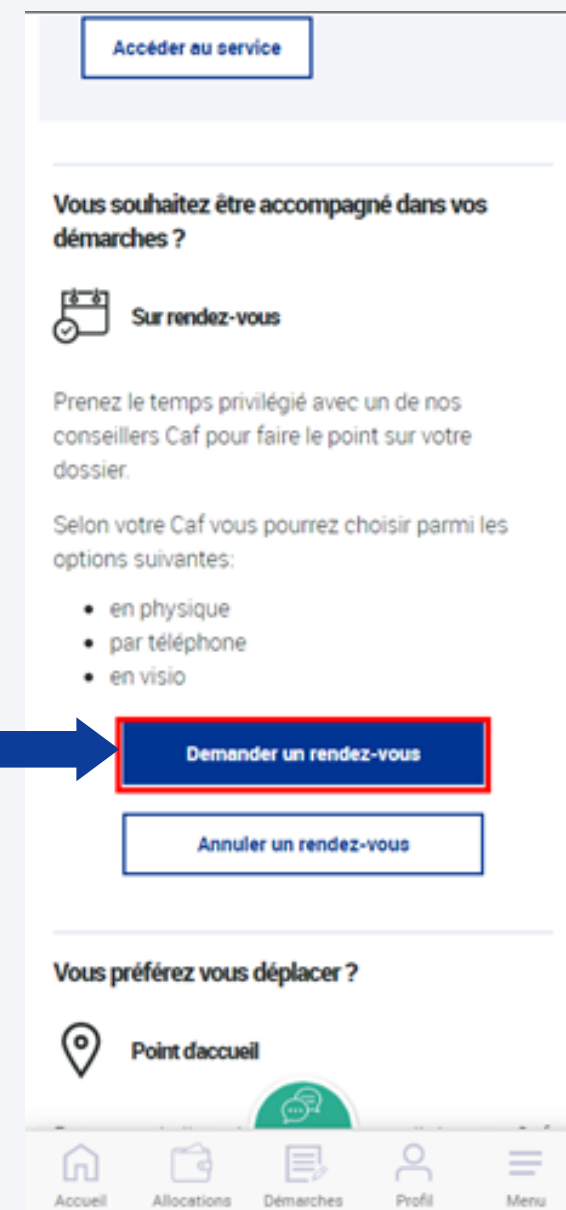 Accéder au service
Vous souhaitez être accompagné dans vos
démarches ?
Sur rendez-vous
Prenez le temps privilégié avec un de nos
conseillers Caf pour faire le point sur votre
dossier.
Selon votre Caf vous pourrez choisir parmi les
options suivantes:
• en physique
• par téléphone
• en visio
Demander un rendez-vous
Annuler un rendez-vous
Vous préférez vous déplacer ?
Point d'accueil
Accueil Allocations Démarches Profil Menu